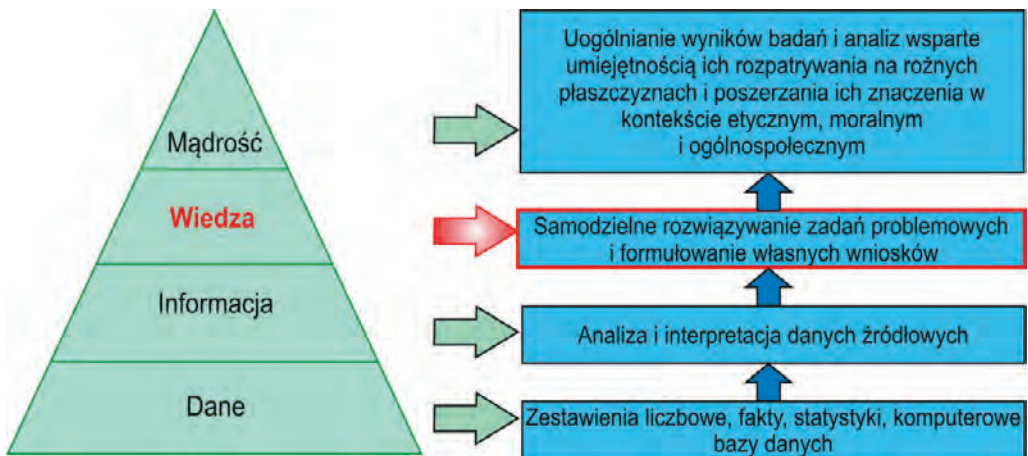 Mądrość
Uogólnianie wyników badań i analiz wsparte
umiejętnością ich rozpatrywania na rożnych
płaszczyznach i poszerzania ich znaczenia w
kontekście etycznym, moralnym
i ogólnospołecznym
Wiedza
Samodzielne rozwiązywanie zadań problemowych
i formułowanie własnych wniosków
Informacja
Analiza i interpretacja danych żródłowych
Dane
Zestawienia liczbowe, fakty, statystyki, komputerowe
bazy danych